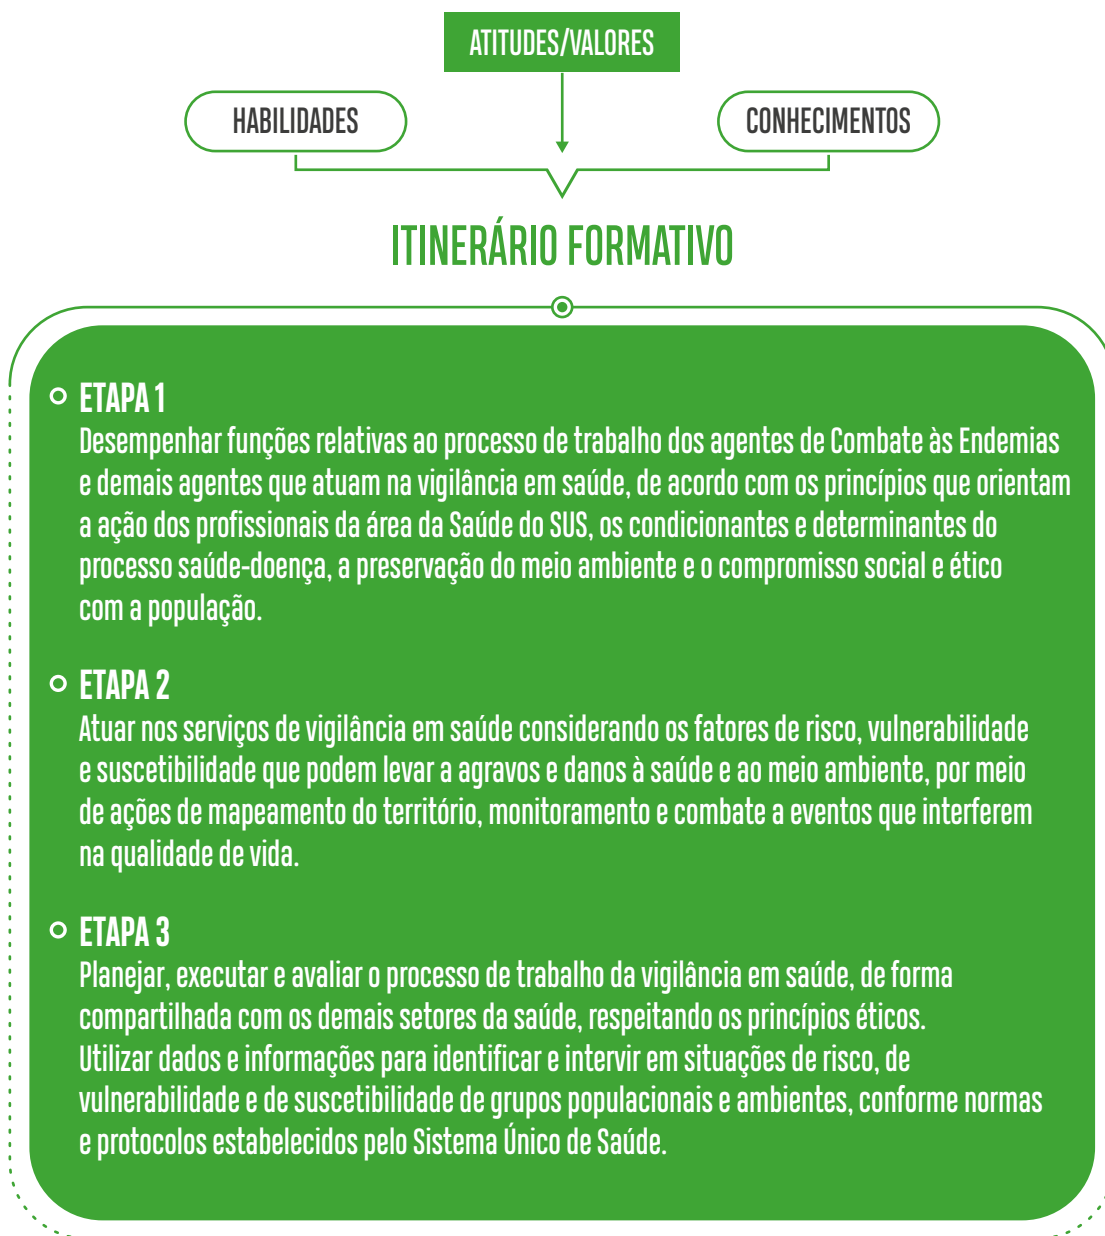 ATITUDES/VALORES
HABILIDADES
CONHECIMENTOS
ITINERÁRIO FORMATIVO
ETAPA 1
Desempenhar funções relativas ao processo de trabalho dos agentes de Combate às Endemias
e demais agentes que atuam na vigilância em saúde, de acordo com os princípios que orientam
a ação dos profissionais da área da Saúde do SUS, os condicionantes e determinantes do
processo saúde-doença, a preservação do meio ambiente e o compromisso social e ético
com a população.
ETAPA 2
Atuar nos serviços de vigilância em saúde considerando os fatores de risco, vulnerabilidade
e suscetibilidade que podem levar a agravos e danos à saúde e ao meio ambiente, por meio
de ações de mapeamento do território, monitoramento e combate a eventos que interferem
na qualidade de vida.
ETAPA 3
Planejar, executar e avaliar o processo de trabalho da vigilância em saúde, de forma
compartilhada com os demais setores da saúde, respeitando os princípios éticos.
Utilizar dados e informações para identificar e intervir em situações de risco, de
vulnerabilidade e de suscetibilidade de grupos populacionais e ambientes, conforme normas
e protocolos estabelecidos pelo Sistema Único de Saúde.